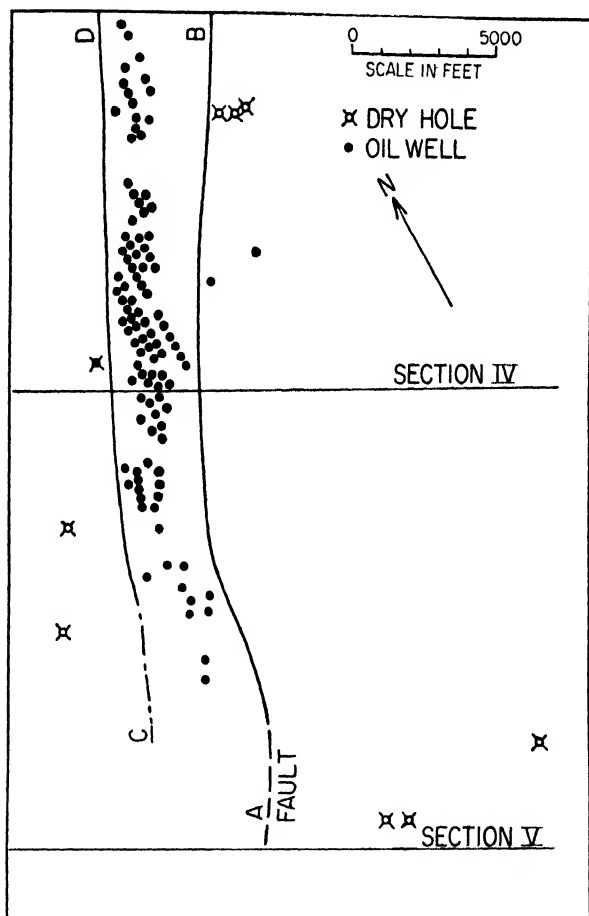 D
B
0 5000
SCALE IN FEET
DRY HOLE
OIL WELL
N
SECTION IV
C
A
FAULT
SECTION V